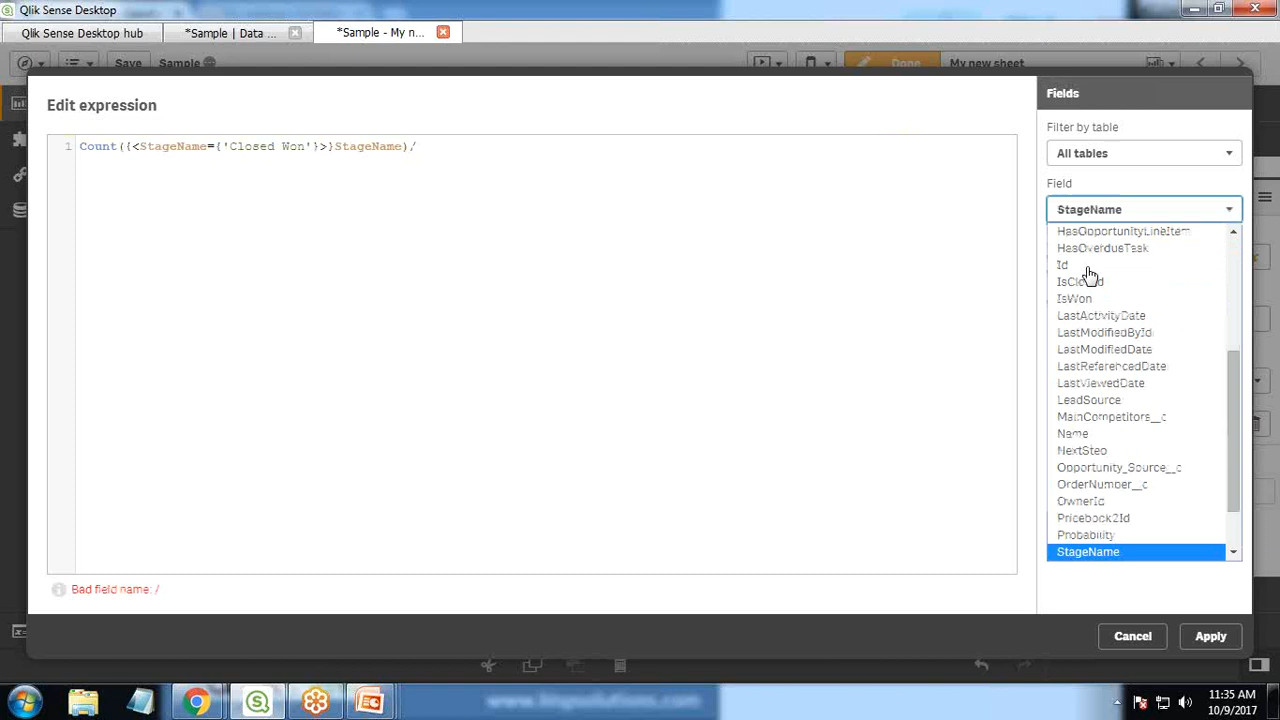 Qlik Sense Desktop
Qlik Sense Desktop hub
*Sample | Data ...
*Sample - My n...
Save
Sample
Done
My new sheet
Edit expression
1 Count({<StageName={'Closed Won'}>}StageName)/
Bad field name: /
Fields
Filter by table
All tables
Field
StageName
HasOpportunityLineItem
HasOverdueTask
Id
IsWon
LastActivityDate
LastModifiedById
LastModifiedDate
LastReferencedDate
LastViewedDate
LeadSource
MainCompetitors__c
Name
NextStep
Opportunity_Source__c
OrderNumber__c
OwnerId
Pricebook2Id
Probability
StageName
Cancel
Apply
11:35 AM
10/9/2017